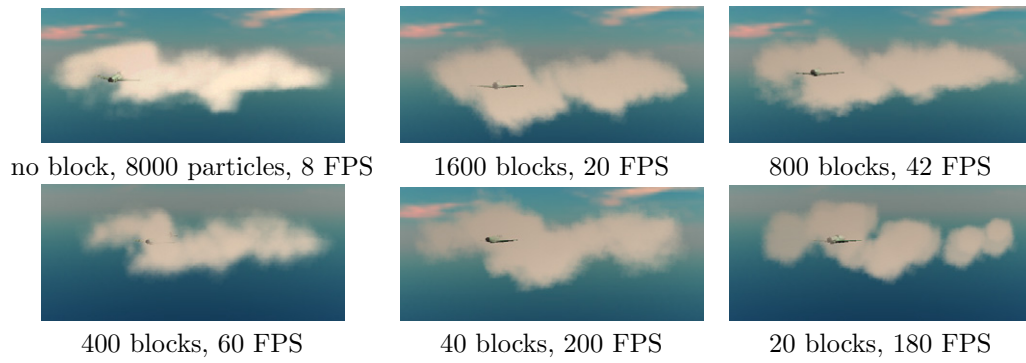 no block, 8000 particles, 8 FPS
1600 blocks, 20 FPS
800 blocks, 42 FPS
400 blocks, 60 FPS
40 blocks, 200 FPS
20 blocks, 180 FPS